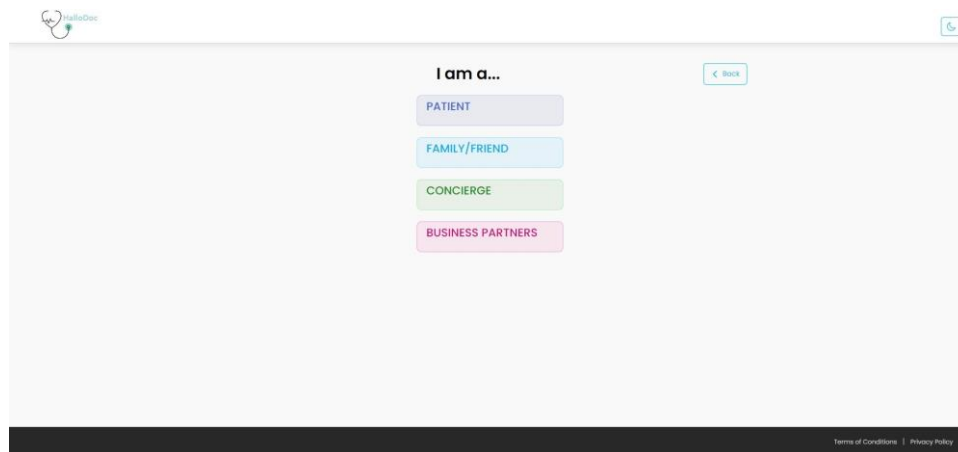 HalloDoc
I am a...
Back
PATIENT
FAMILY/FRIEND
CONCIERGE
BUSINESS PARTNERS
Terms of Conditions | Privacy Policy